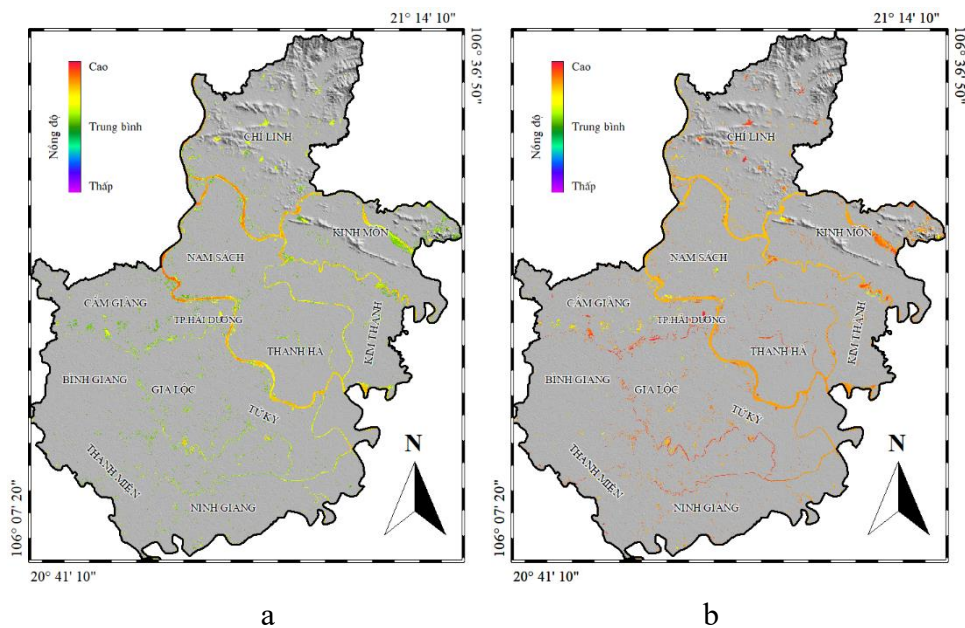 21° 14' 10"
106° 36' 50"
Nồng độ
Cao
Trung bình
Thấp
CHÍ LINH
KINH MÔN
NAM SÁCH
CẨM GIÀNG
TP.HẢI DƯƠNG
THANH HÀ
KIM THÀNH
BÌNH GIANG
GIA LỘC
TỨ KỲ
THANH MIỆN
NINH GIANG
N
106° 07' 20"
20° 41' 10"
a
21° 14' 10"
106° 36' 50"
Nồng độ
Cao
Trung bình
Thấp
CHÍ LINH
KINH MÔN
NAM SÁCH
CẨM GIÀNG
TP.HẢI DƯƠNG
THANH HÀ
KIM THÀNH
BÌNH GIANG
GIA LỘC
TỨ KỲ
THANH MIỆN
NINH GIANG
N
106° 07' 20"
20° 41' 10"
b